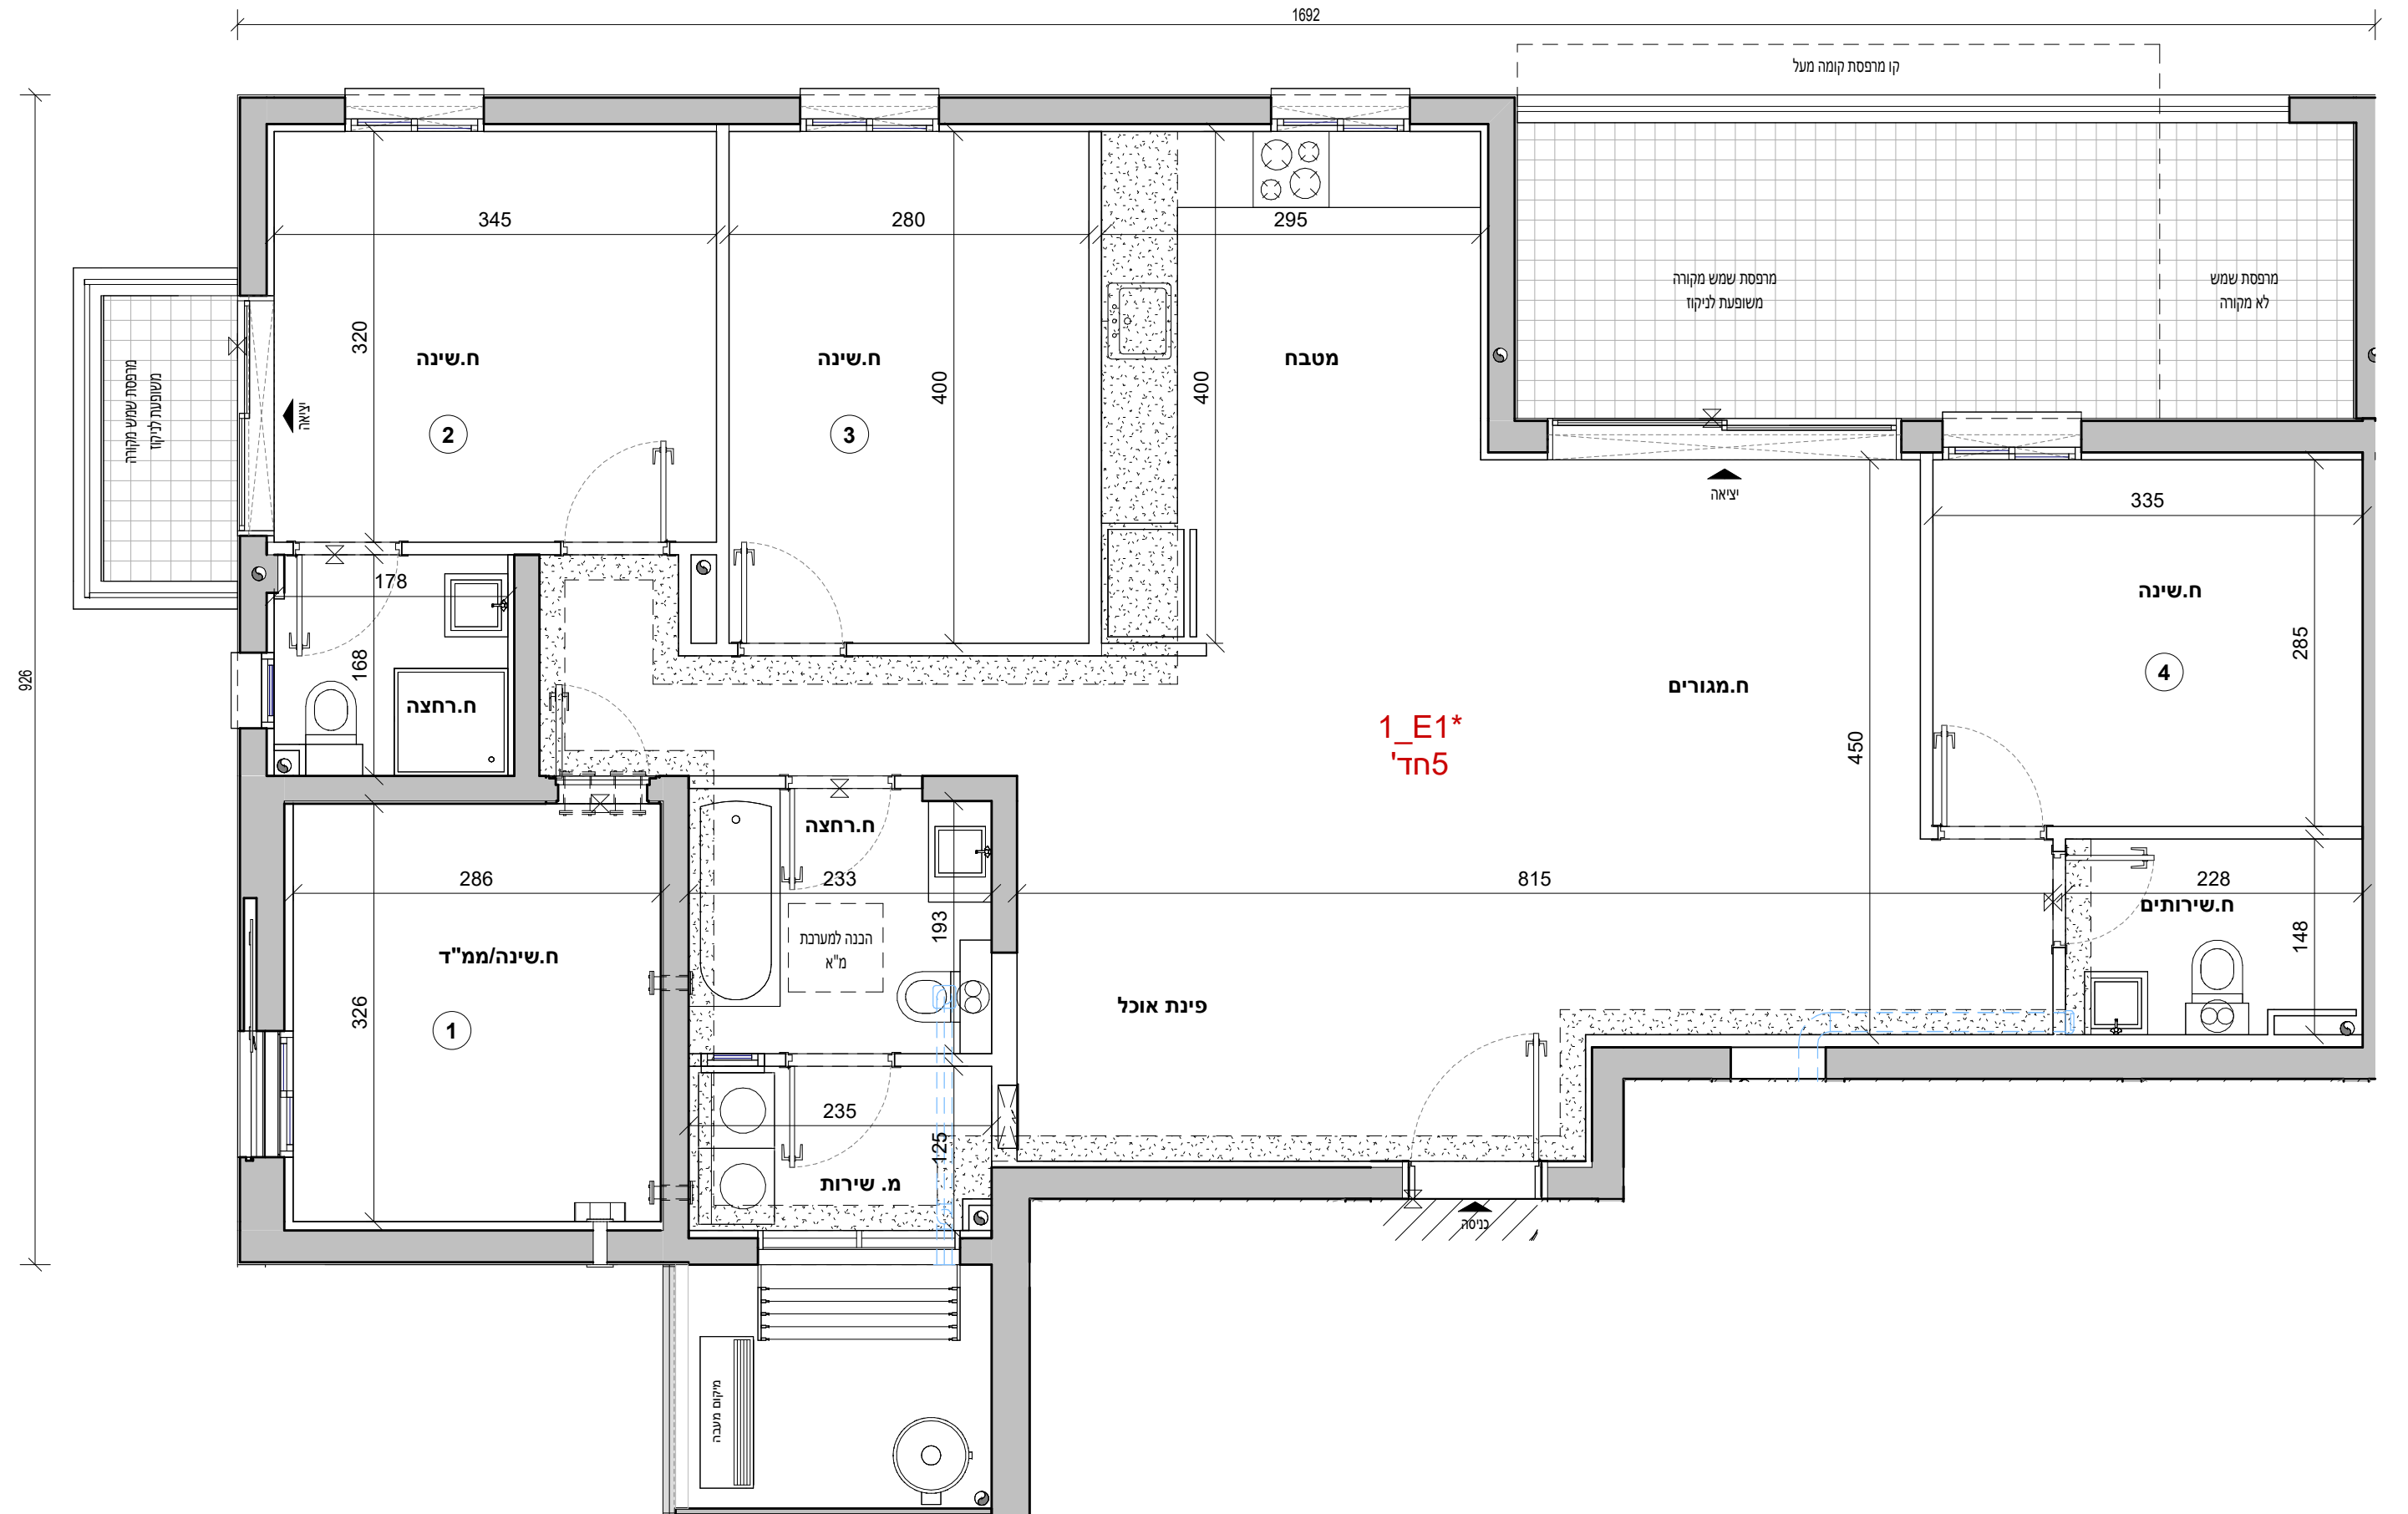 1692
קו מרפסת קומה מעל
926
345
280
295
320
400
400
ח.שינה
2
ח.שינה
3
מטבח
מרפסת שמש מקורה
משופעת לניקוז
מרפסת שמש
לא מקורה
מרפסת שמש מקורה
משופעת לניקוז
יציאה
יציאה
335
285
ח.שינה
4
178
168
ח.רחצה
ח.מגורים
1_E1*
5חד'
450
ח.רחצה
286
233
815
228
ח.שירותים
148
193
הכנה למערכת
מ"א
ח.שינה/ממ"ד
326
1
פינת אוכל
235
125
מ. שירות
כניסה
מיקום מעבה